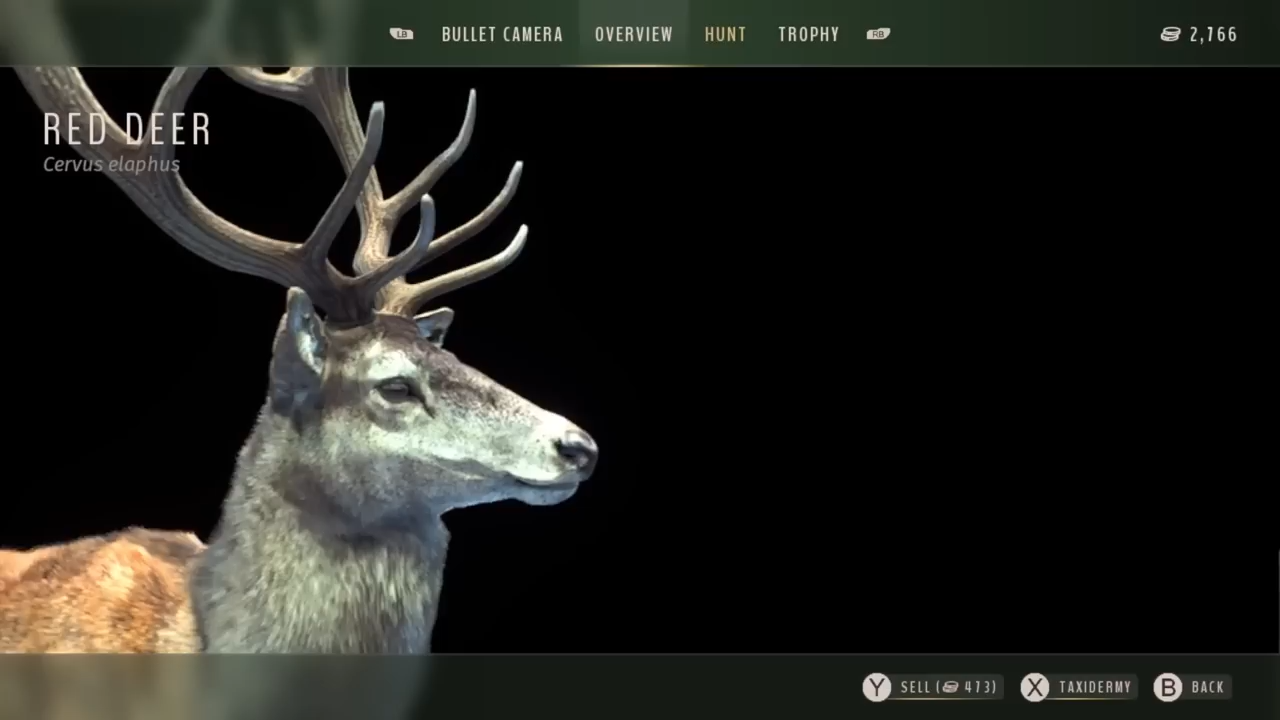 LB BULLET CAMERA OVERVIEW HUNT TROPHY RB 2,766
RED DEER
Cervus elaphus
Y SELL ( 473) X TAXIDERMY B BACK